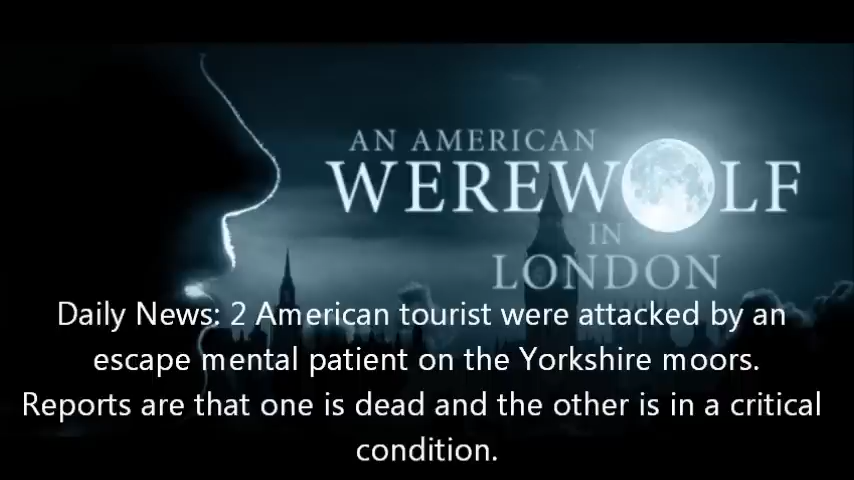 AN AMERICAN
WEREWOLF
IN
LONDON
Daily News: 2 American tourist were attacked by an
escape mental patient on the Yorkshire moors.
Reports are that one is dead and the other is in a critical
condition.